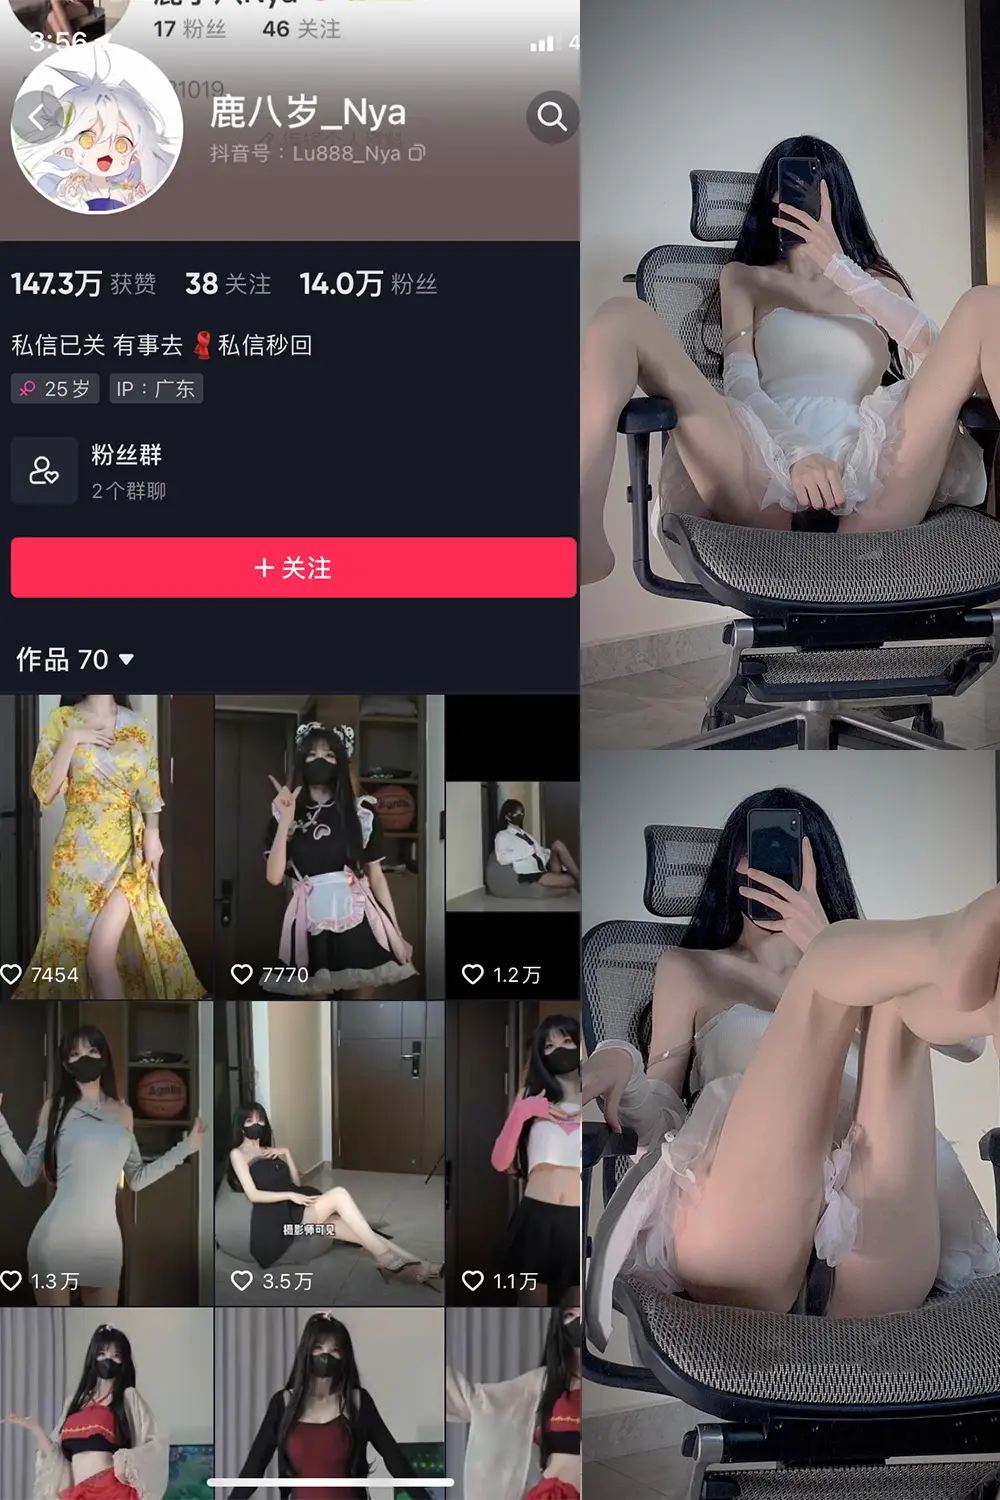 17 粉丝 46 关注
3:56
4
21019
鹿八岁_Nya
抖音号：Lu888_Nya
147.3万 获赞 38 关注 14.0万 粉丝
私信已关 有事去 私信秒回
25岁 IP：广东
粉丝群
2个群聊
+ 关注
作品 70
7454 7770 1.2万
摄影师可见
1.3万 3.5万 1.1万